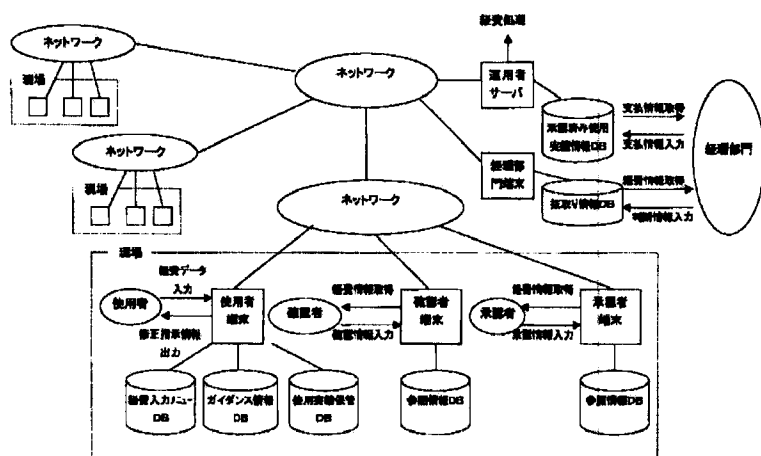 経費処理
ネットワーク
現場
ネットワーク
運用者
サーバ
承認済み使用
実績情報DB
支払情報取得
支払情報入力
経理部門
ネットワーク
現場
経理部
門端末
経費情報取得
判断情報入力
ネットワーク
現場
経費データ
入力
使用者
使用者
端末
修正指示情報
出力
経費情報取得
確認者
確認者
端末
確認情報入力
経費情報取得
承認者
承認者
端末
承認情報入力
経費入力メニュー
DB
ガイダンス情報
DB
使用実績保管
DB
参照情報DB
参照情報DB